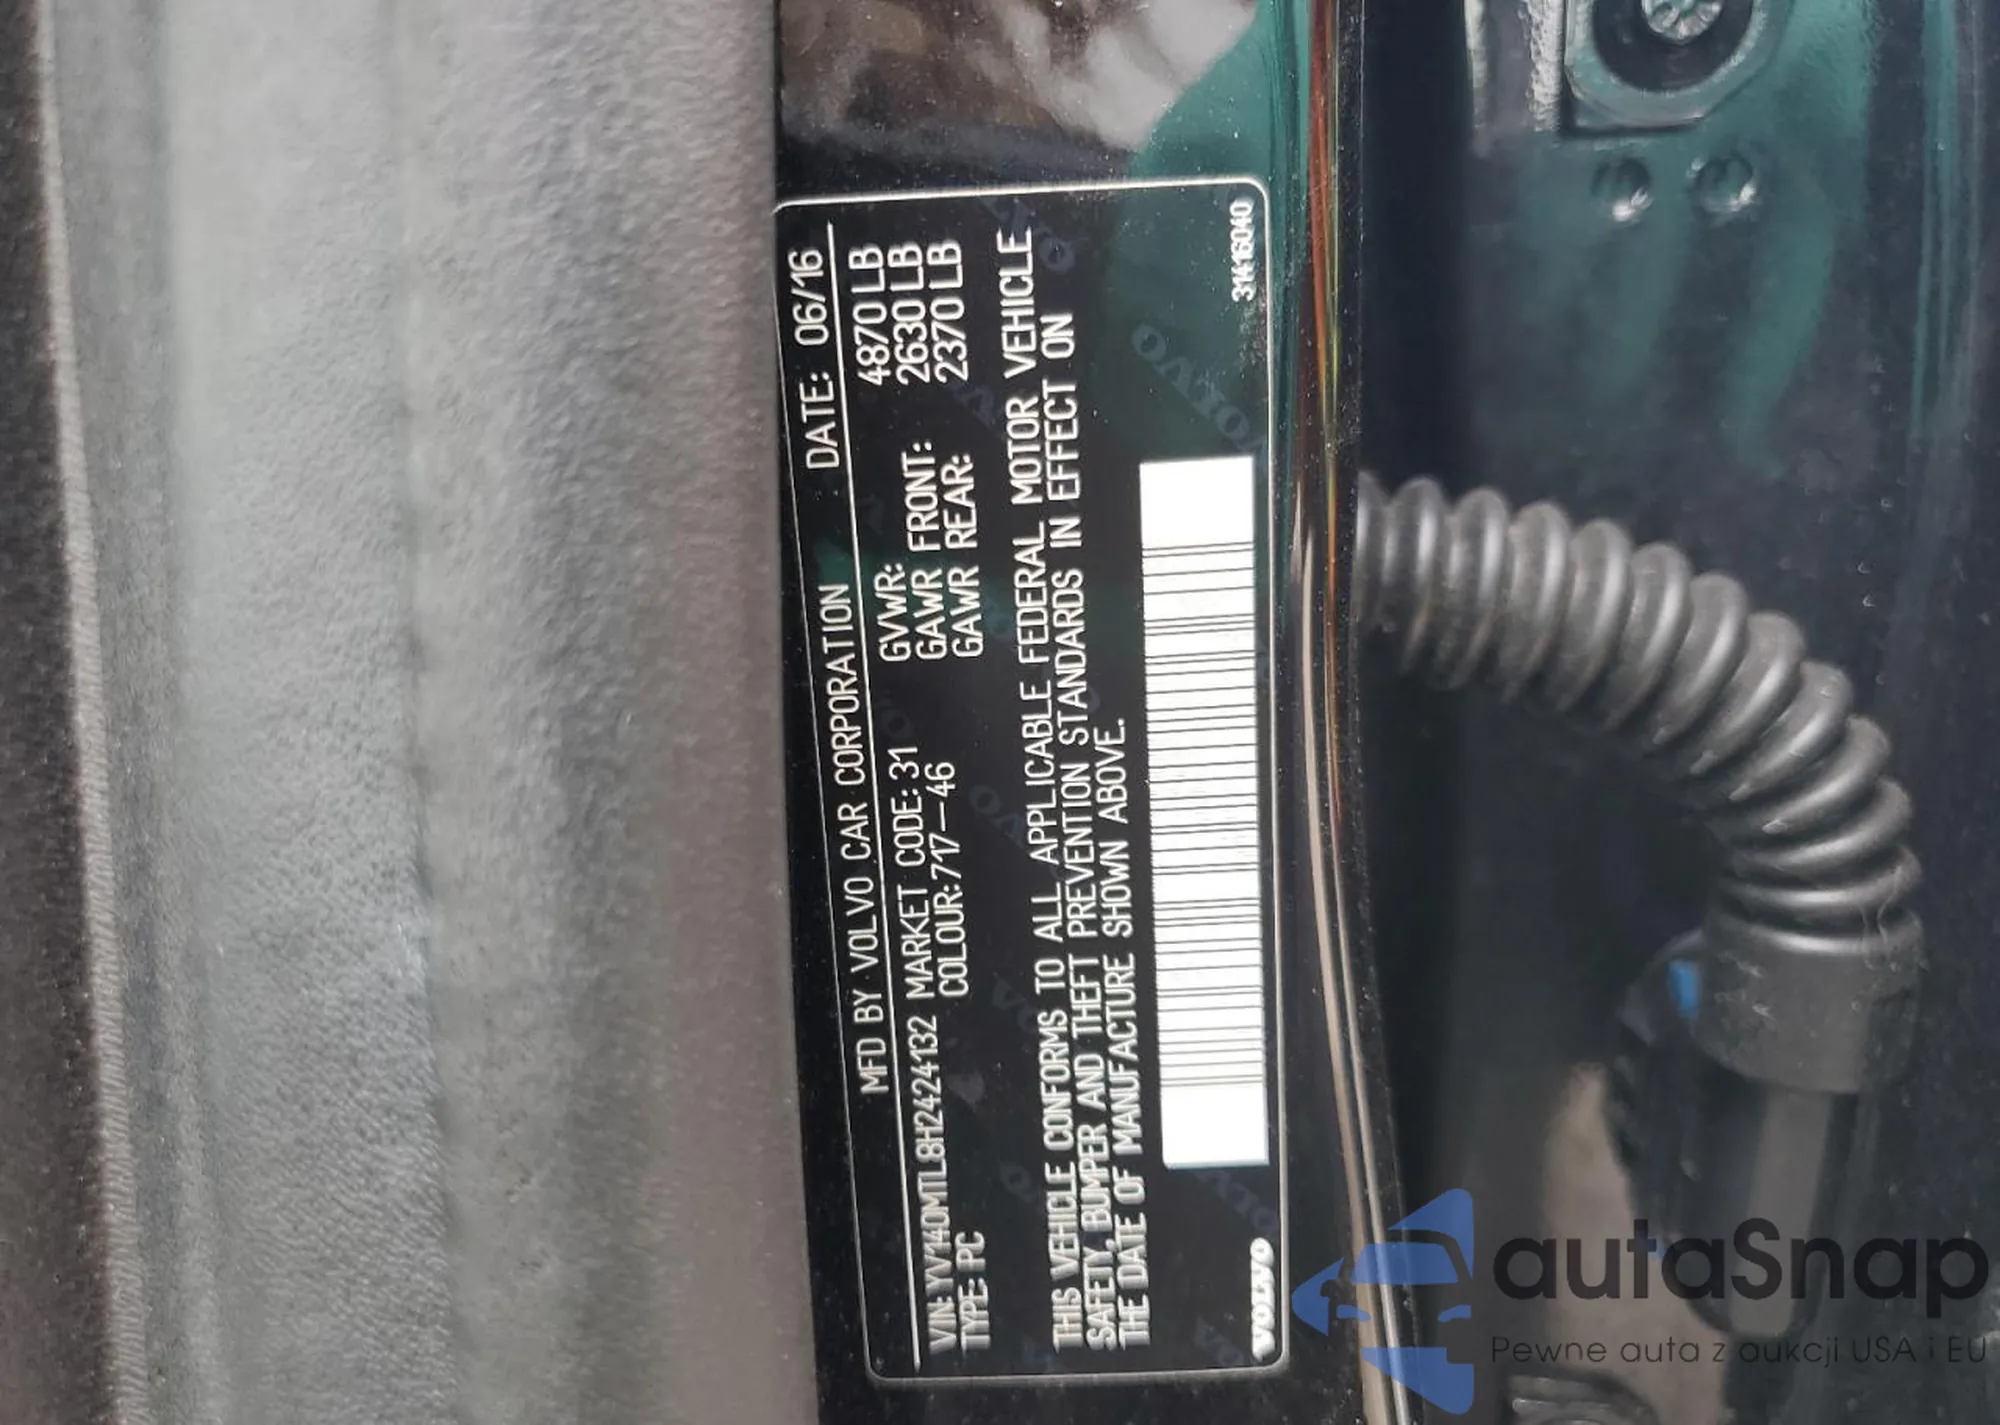 MFD BY VOLVO CAR CORPORATION DATE: 06/16
VIN: YV140MTL8H2424132 MARKET CODE: 31 GVWR: 4870 LB
TYPE: PC COLOUR: 717-46 GAWR FRONT: 2630 LB
GAWR REAR: 2370 LB
THIS VEHICLE CONFORMS TO ALL APPLICABLE FEDERAL MOTOR VEHICLE
SAFETY, BUMPER AND THEFT PREVENTION STANDARDS IN EFFECT ON
THE DATE OF MANUFACTURE SHOWN ABOVE.
VOLVO
31416040
autaSnap
Pewne auta z aukcji USA i EU